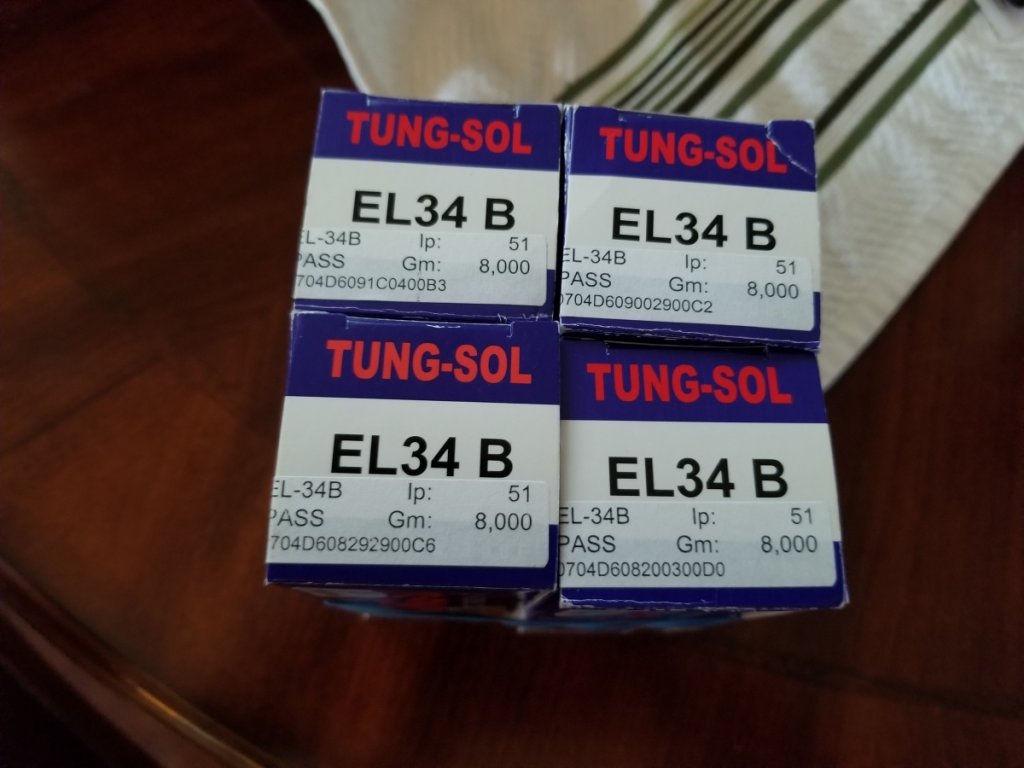 TUNG-SOL
EL34 B
EL-34B Ip: 51
PASS Gm: 8,000
704D6091C0400B3
TUNG-SOL
EL34 B
EL-34B Ip: 51
PASS Gm: 8,000
0704D609002900C2
TUNG-SOL
EL34 B
EL-34B Ip: 51
PASS Gm: 8,000
704D608292900C6
TUNG-SOL
EL34 B
EL-34B Ip: 51
PASS Gm: 8,000
0704D608200300D0